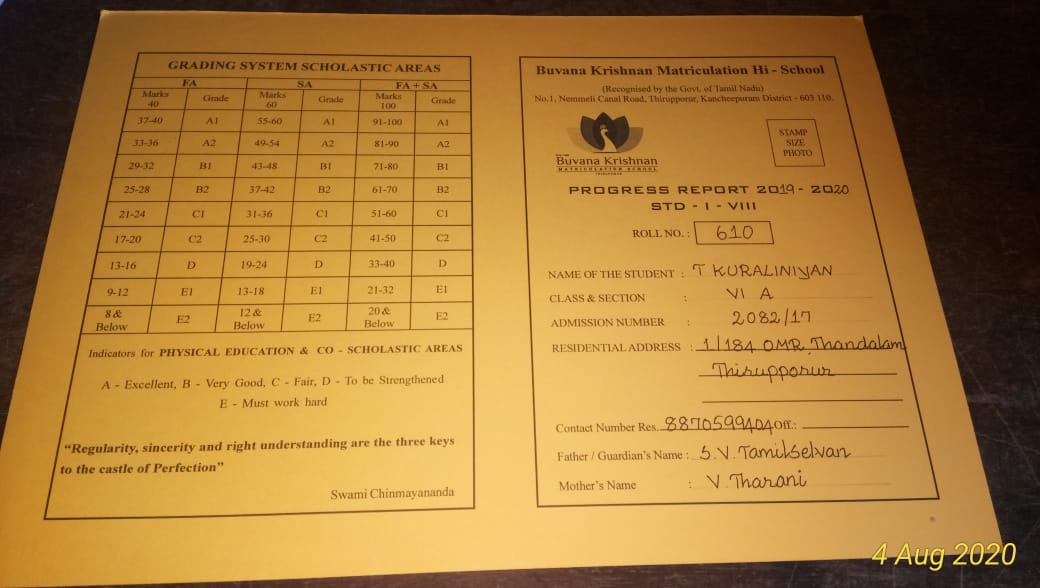 GRADING SYSTEM SCHOLASTIC AREAS
FA SA FA + SA
Marks 40 Grade Marks 60 Grade Marks 100 Grade
37-40 A1 55-60 A1 91-100 A1
33-36 A2 49-54 A2 81-90 A2
29-32 B1 43-48 B1 71-80 B1
25-28 B2 37-42 B2 61-70 B2
21-24 C1 31-36 C1 51-60 C1
17-20 C2 25-30 C2 41-50 C2
13-16 D 19-24 D 33-40 D
9-12 E1 13-18 E1 21-32 E1
8 & Below E2 12 & Below E2 20 & Below E2
Indicators for PHYSICAL EDUCATION & CO - SCHOLASTIC AREAS
A - Excellent, B - Very Good, C - Fair, D - To be Strengthened
E - Must work hard
“Regularity, sincerity and right understanding are the three keys
to the castle of Perfection”
Swami Chinmayananda
Buvana Krishnan Matriculation Hi - School
(Recognised by the Govt. of Tamil Nadu)
No.1, Nemmeli Canal Road, Thiruporur, Kancheepuram District - 603 110.
Buvana Krishnan
MATRICULATION SCHOOL
THIRUPORUR
STAMP
SIZE
PHOTO
PROGRESS REPORT 2019 - 2020
STD - I - VIII
ROLL NO. : 610
NAME OF THE STUDENT : T KURALINIYAN
CLASS & SECTION : VI A
ADMISSION NUMBER : 2082/17
RESIDENTIAL ADDRESS : 1/184 OMR, Thandalam
Thirupporur
Contact Number Res. 8870599404 Off.:
Father / Guardian's Name : S.V. Tamilselvan
Mother's Name : V. Tharani
4 Aug 2020